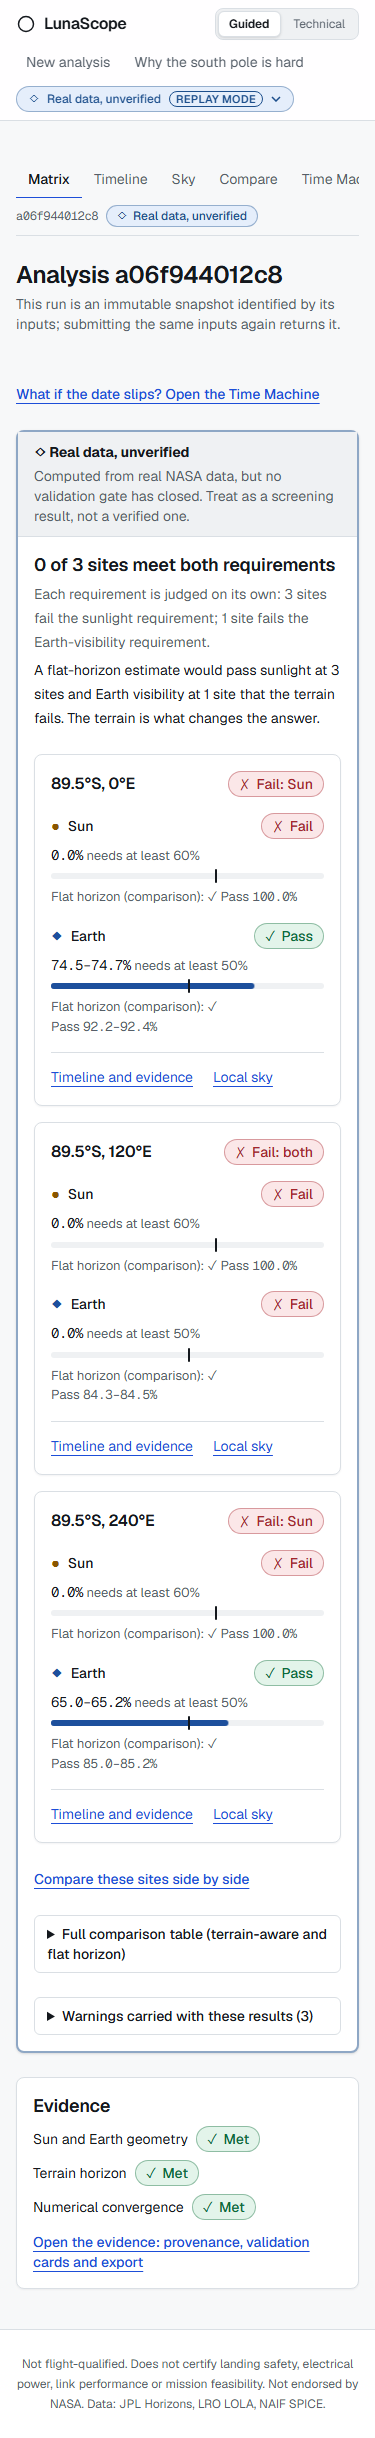 LunaScope
Guided Technical
New analysis Why the south pole is hard
◇ Real data, unverified REPLAY MODE
Matrix Timeline Sky Compare Time Mac
a06f944012c8 ◇ Real data, unverified
Analysis a06f944012c8
This run is an immutable snapshot identified by its
inputs; submitting the same inputs again returns it.
What if the date slips? Open the Time Machine
◇ Real data, unverified
Computed from real NASA data, but no
validation gate has closed. Treat as a screening
result, not a verified one.
0 of 3 sites meet both requirements
Each requirement is judged on its own: 3 sites
fail the sunlight requirement; 1 site fails the
Earth-visibility requirement.
A flat-horizon estimate would pass sunlight at 3
sites and Earth visibility at 1 site that the terrain
fails. The terrain is what changes the answer.
89.5°S, 0°E ✗ Fail: Sun
● Sun ✗ Fail
0.0% needs at least 60%
Flat horizon (comparison): ✓ Pass 100.0%
◆ Earth ✓ Pass
74.5–74.7% needs at least 50%
Flat horizon (comparison): ✓
Pass 92.2–92.4%
Timeline and evidence Local sky
89.5°S, 120°E ✗ Fail: both
● Sun ✗ Fail
0.0% needs at least 60%
Flat horizon (comparison): ✓ Pass 100.0%
◆ Earth ✗ Fail
0.0% needs at least 50%
Flat horizon (comparison): ✓
Pass 84.3–84.5%
Timeline and evidence Local sky
89.5°S, 240°E ✗ Fail: Sun
● Sun ✗ Fail
0.0% needs at least 60%
Flat horizon (comparison): ✓ Pass 100.0%
◆ Earth ✓ Pass
65.0–65.2% needs at least 50%
Flat horizon (comparison): ✓
Pass 85.0–85.2%
Timeline and evidence Local sky
Compare these sites side by side
▶ Full comparison table (terrain-aware and
flat horizon)
▶ Warnings carried with these results (3)
Evidence
Sun and Earth geometry ✓ Met
Terrain horizon ✓ Met
Numerical convergence ✓ Met
Open the evidence: provenance, validation
cards and export
Not flight-qualified. Does not certify landing safety, electrical
power, link performance or mission feasibility. Not endorsed by
NASA. Data: JPL Horizons, LRO LOLA, NAIF SPICE.